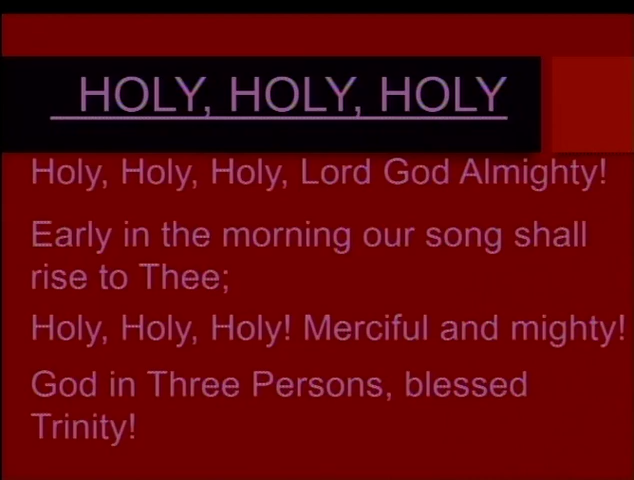 HOLY, HOLY, HOLY
Holy, Holy, Holy, Lord God Almighty!
Early in the morning our song shall
rise to Thee;
Holy, Holy, Holy! Merciful and mighty!
God in Three Persons, blessed
Trinity!